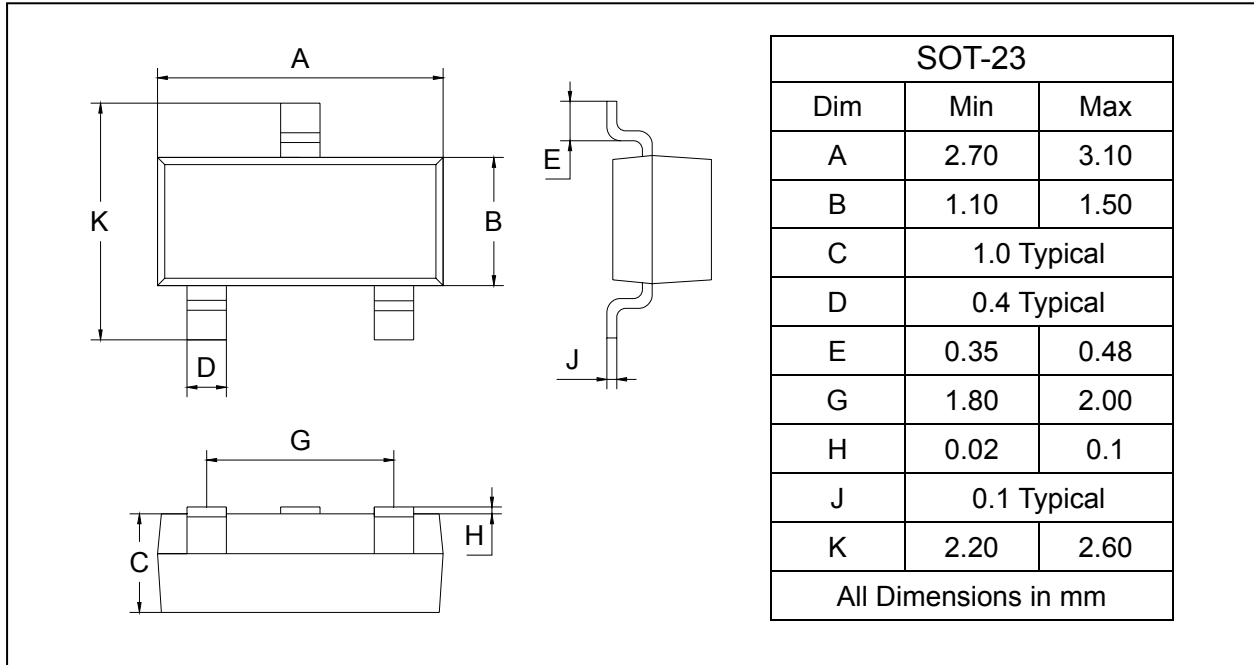 A
K
B
D
E
J
G
H
C
SOT-23
Dim Min Max
A 2.70 3.10
B 1.10 1.50
C 1.0 Typical
D 0.4 Typical
E 0.35 0.48
G 1.80 2.00
H 0.02 0.1
J 0.1 Typical
K 2.20 2.60
All Dimensions in mm